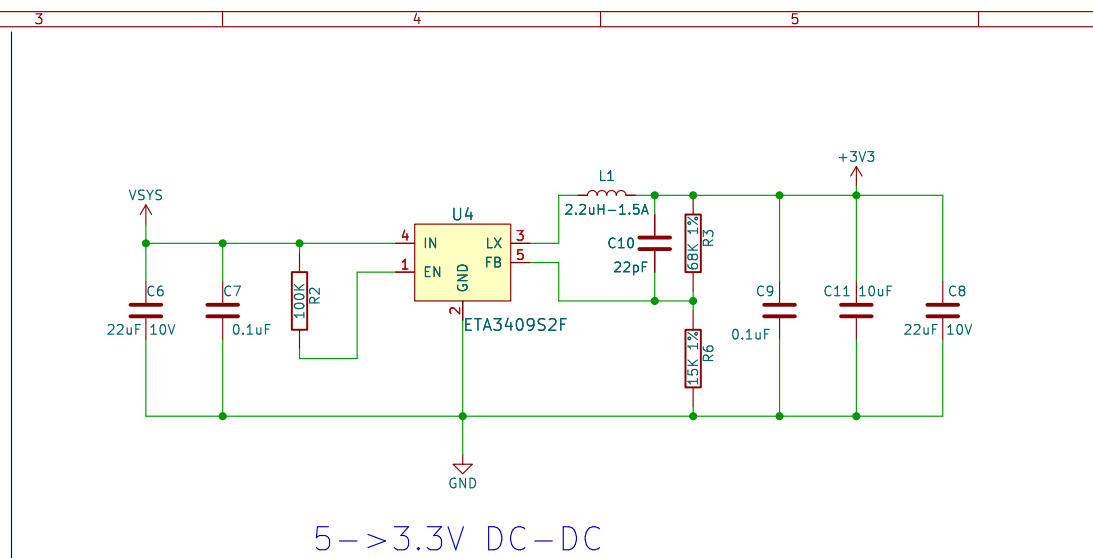 3 4 5
+3V3
L1
VSYS
2.2uH-1.5A
U4
4 IN LX 3
1 EN FB 5
GND
2
ETA3409S2F
C10
22pF
68K 1%
R3
C6
22uF 10V
C7
0.1uF
100K
R2
15K 1%
R6
C9
0.1uF
C11 10uF
C8
22uF 10V
GND
5->3.3V DC-DC